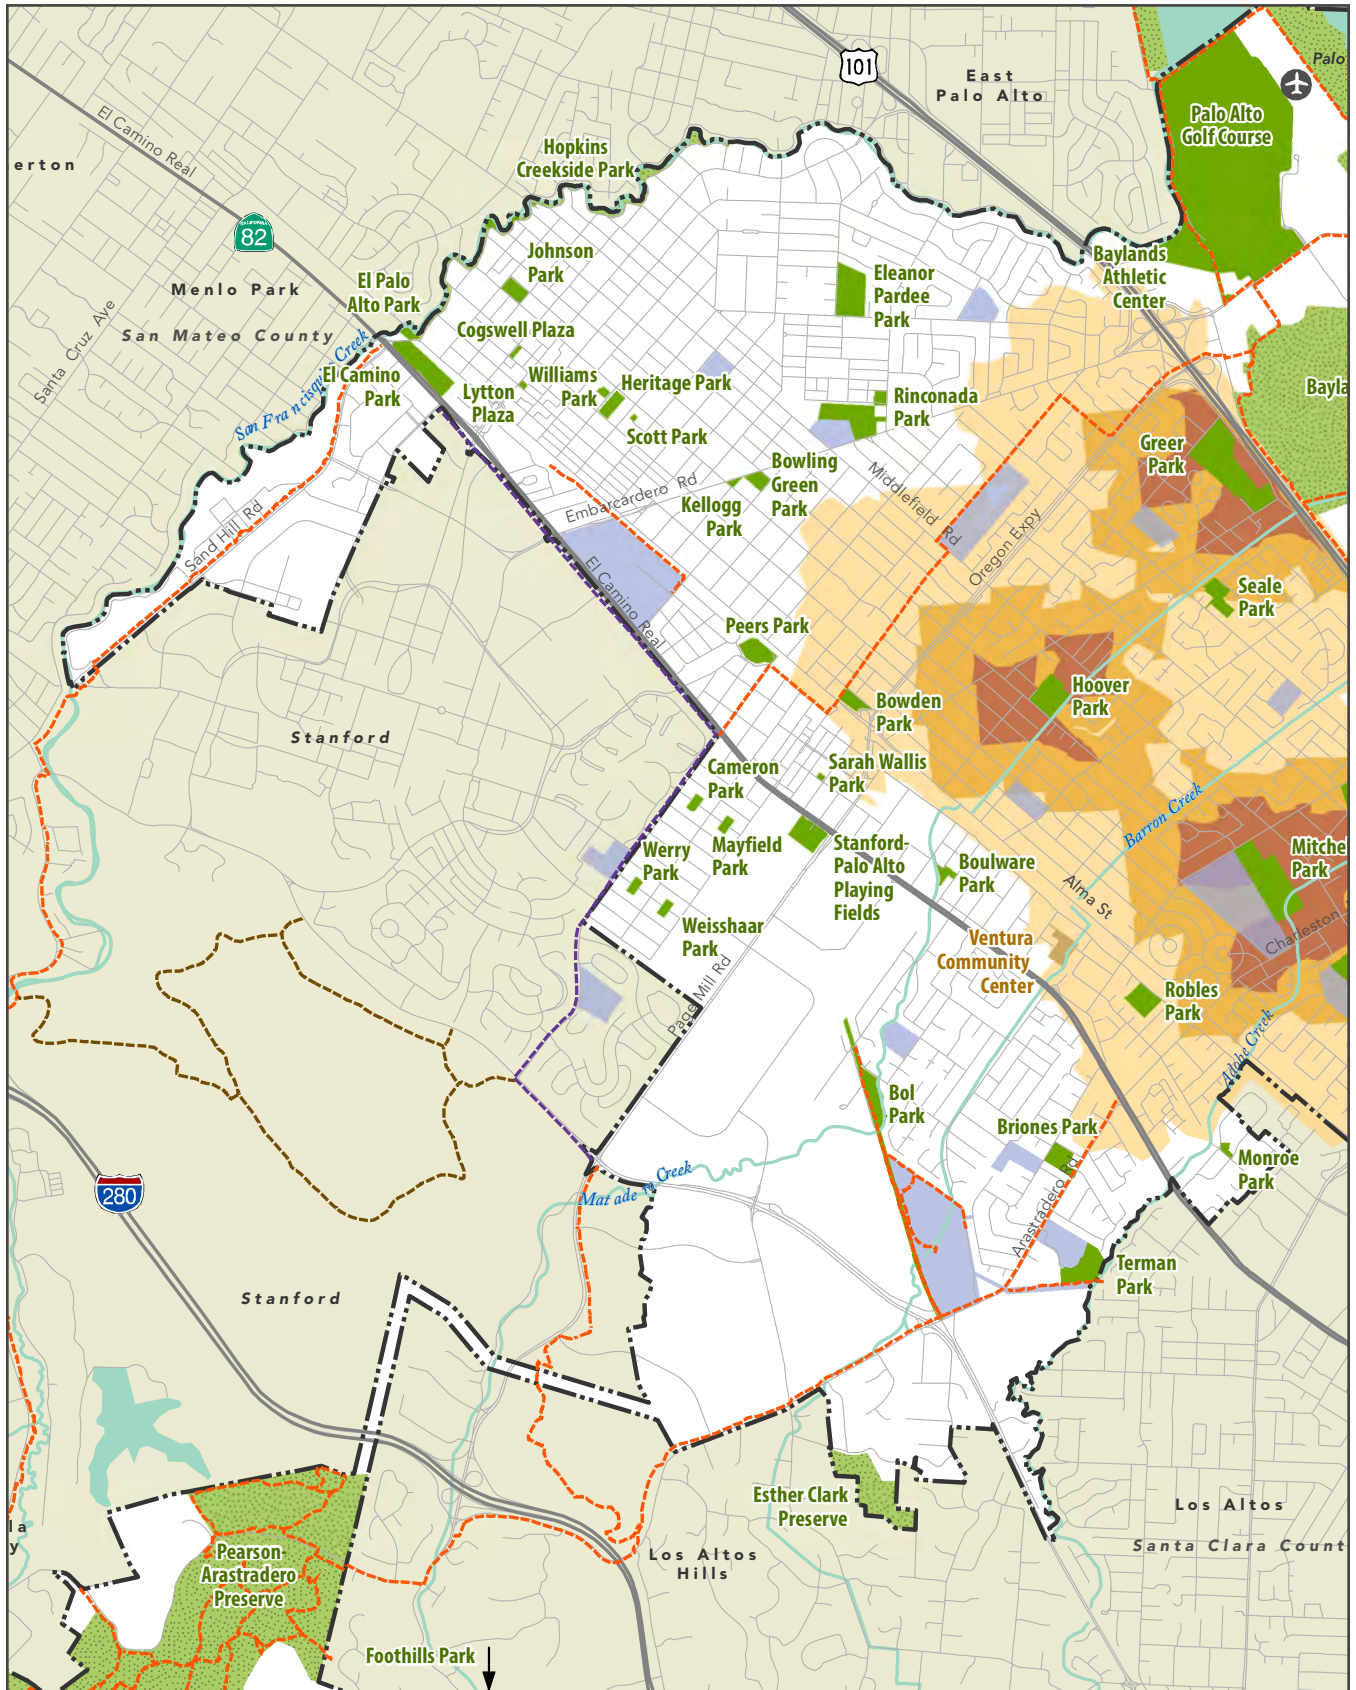 101
East
Palo Alto
Palo
Palo Alto
Golf Course
El Camino Real
erton
Hopkins
Creekside Park
82
Johnson
Park
Baylands
Athletic
Center
El Palo
Alto Park
Eleanor
Pardee
Park
Menlo Park
San Mateo County
Santa Cruz Ave
San Francisquito Creek
Cogswell Plaza
El Camino
Park
Lytton
Plaza
Williams
Park
Heritage Park
Scott Park
Rinconada
Park
Bayla
Greer
Park
Bowling
Green
Park
Kellogg
Park
Embarcardero Rd
Middlefield Rd
Oregon Expy
Sand Hill Rd
El Camino Real
Seale
Park
Peers Park
Hoover
Park
Bowden
Park
Stanford
Cameron
Park
Sarah Wallis
Park
Barron Creek
Mayfield
Park
Werry
Park
Stanford-
Palo Alto
Playing
Fields
Boulware
Park
Mitche
Park
Alma St
Weisshaar
Park
Charleston
Ventura
Community
Center
Page Mill Rd
Robles
Park
Adobe Creek
Bol
Park
Briones Park
Monroe
Park
Matadero Creek
280
Arastradero Rd
Terman
Park
Stanford
Esther Clark
Preserve
Los Altos
Santa Clara Count
la
y
Pearson-
Arastradero
Preserve
Los Altos
Hills
Foothills Park